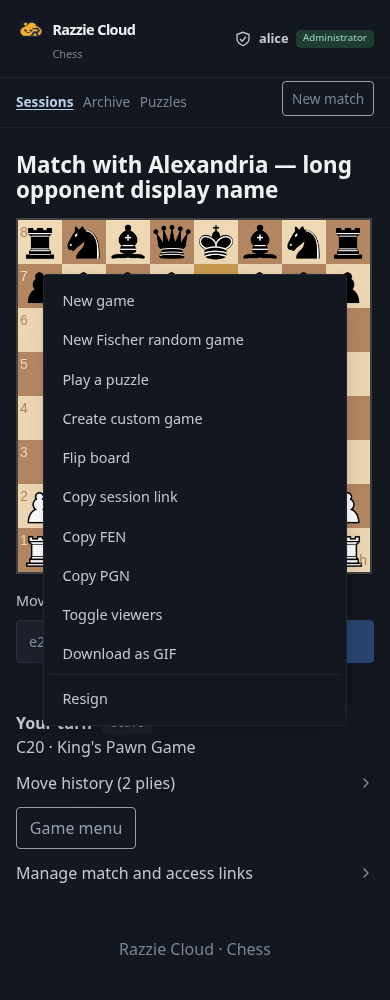 Razzie Cloud
Chess
alice Administrator
Sessions Archive Puzzles New match
Match with Alexandria — long
opponent display name
8
7
6
5
4
3
2
1
h
New game
New Fischer random game
Play a puzzle
Create custom game
Flip board
Copy session link
Copy FEN
Copy PGN
Toggle viewers
Download as GIF
Resign
Mov
e2
Your turn
C20 · King's Pawn Game
Move history (2 plies)
Game menu
Manage match and access links
Razzie Cloud · Chess